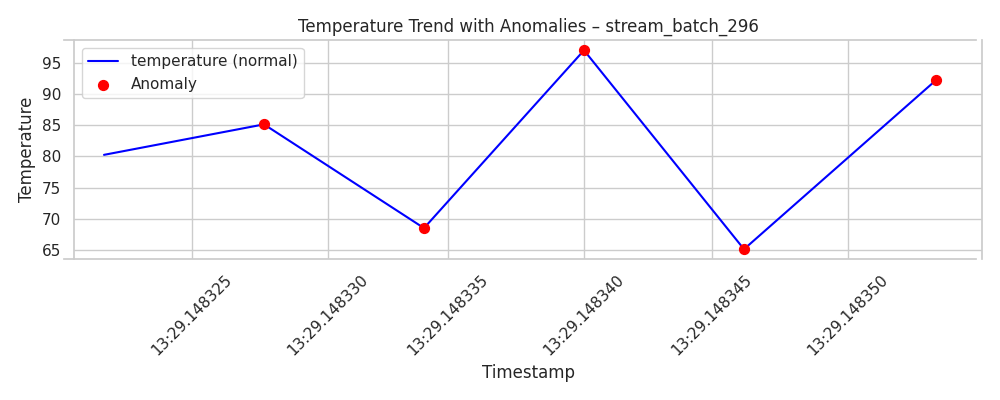 Temperature Trend with Anomalies – stream_batch_296
temperature (normal)
Anomaly
Temperature
95
90
85
80
75
70
65
13:29.148325
13:29.148330
13:29.148335
13:29.148340
13:29.148345
13:29.148350
Timestamp